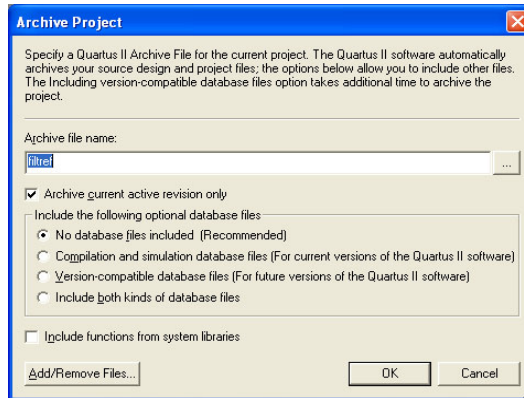 Archive Project
Specify a Quartus II Archive File for the current project. The Quartus II software automatically
archives your source design and project files; the options below allow you to include other files.
The Including version-compatible database files option takes additional time to archive the
project.
Archive file name:
filtref
...
Archive current active revision only
Include the following optional database files
No database files included (Recommended)
Compilation and simulation database files (For current versions of the Quartus II software)
Version-compatible database files (For future versions of the Quartus II software)
Include both kinds of database files
Include functions from system libraries
Add/Remove Files...
OK
Cancel